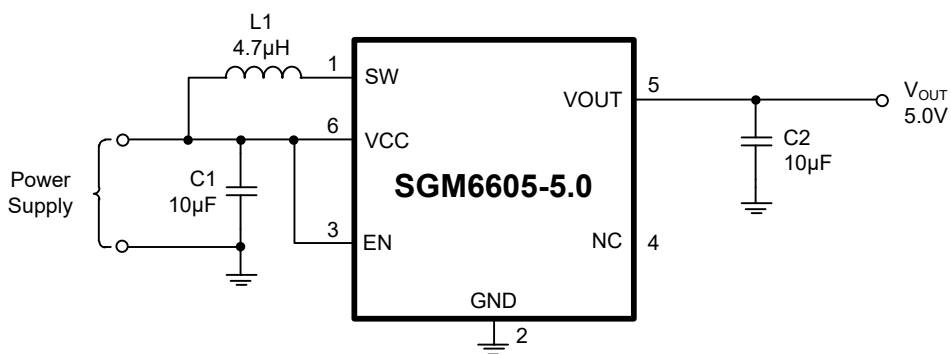 L1
4.7μH
1
SW
6
VCC
3
EN
C1
10μF
Power
Supply
SGM6605-5.0
VOUT
5
NC
4
GND
2
C2
10μF
VOUT
5.0V